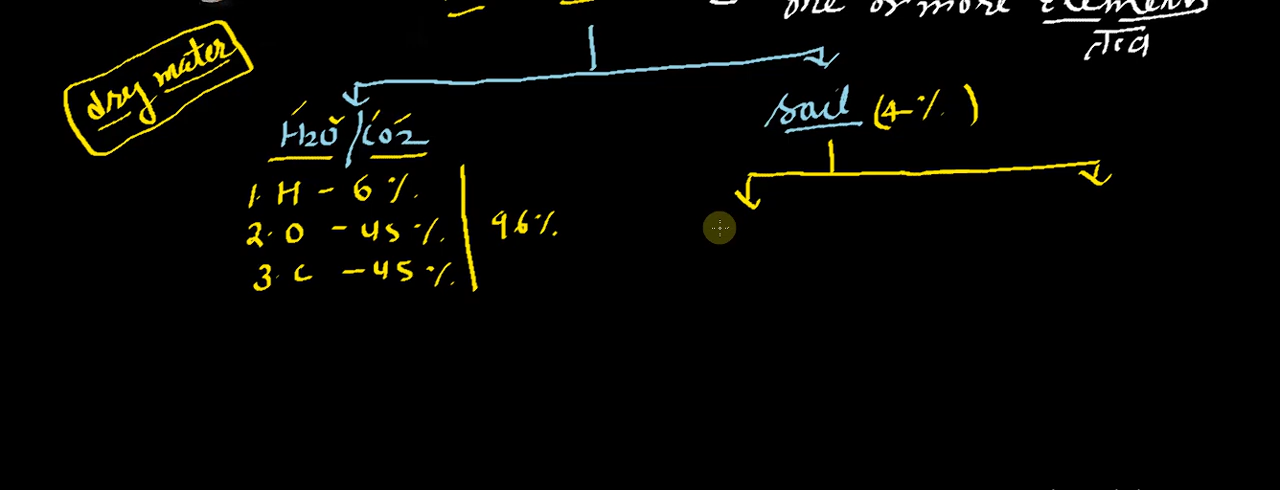 one or more Elements
dry mater
H2O/CO2
Soil (4%)
1. H - 6%.
2. O - 45%.
3. C - 45%.
96%